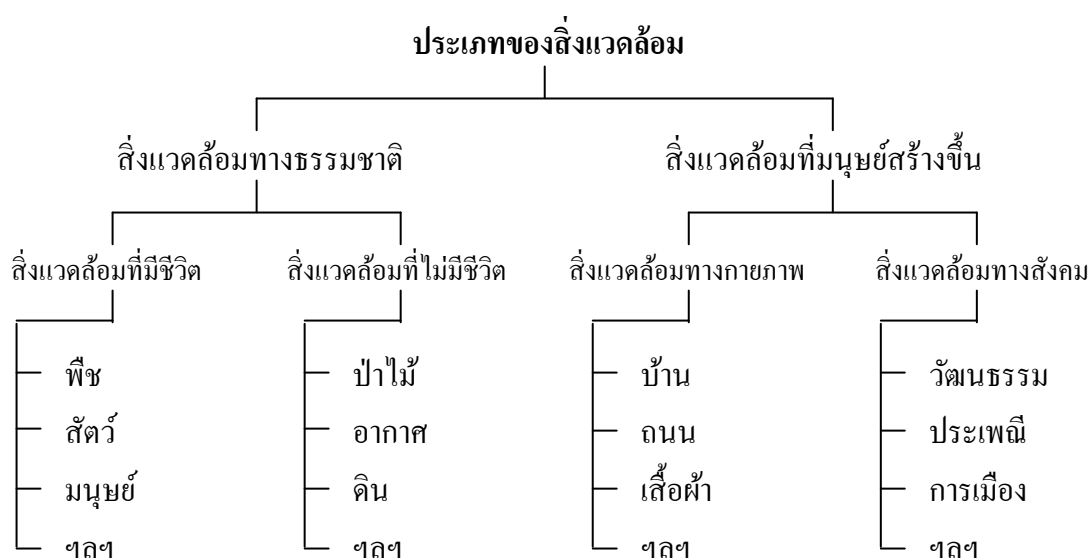 ประเภทของสิ่งแวดล้อม
สิ่งแวดล้อมทางธรรมชาติ
สิ่งแวดล้อมที่มนุษย์สร้างขึ้น
สิ่งแวดล้อมที่มีชีวิต
สิ่งแวดล้อมที่ไม่มีชีวิต
สิ่งแวดล้อมทางกายภาพ
สิ่งแวดล้อมทางสังคม
พืช
สัตว์
มนุษย์
ฯลฯ
ป่าไม้
อากาศ
ดิน
ฯลฯ
บ้าน
ถนน
เสื้อผ้า
ฯลฯ
วัฒนธรรม
ประเพณี
การเมือง
ฯลฯ